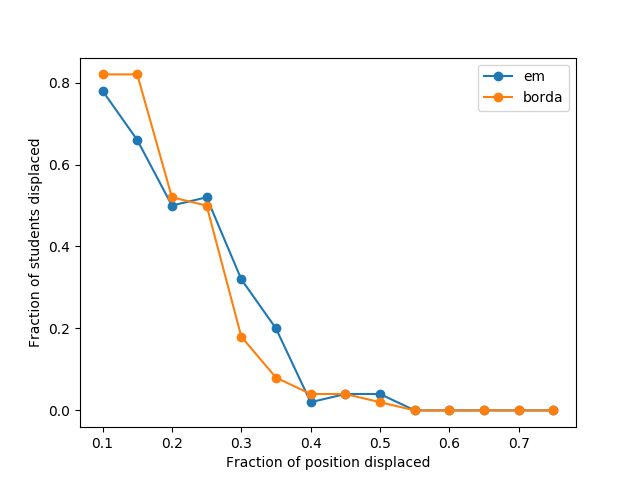 em
borda
0.8
0.6
0.4
0.2
0.0
Fraction of students displaced
0.1 0.2 0.3 0.4 0.5 0.6 0.7
Fraction of position displaced